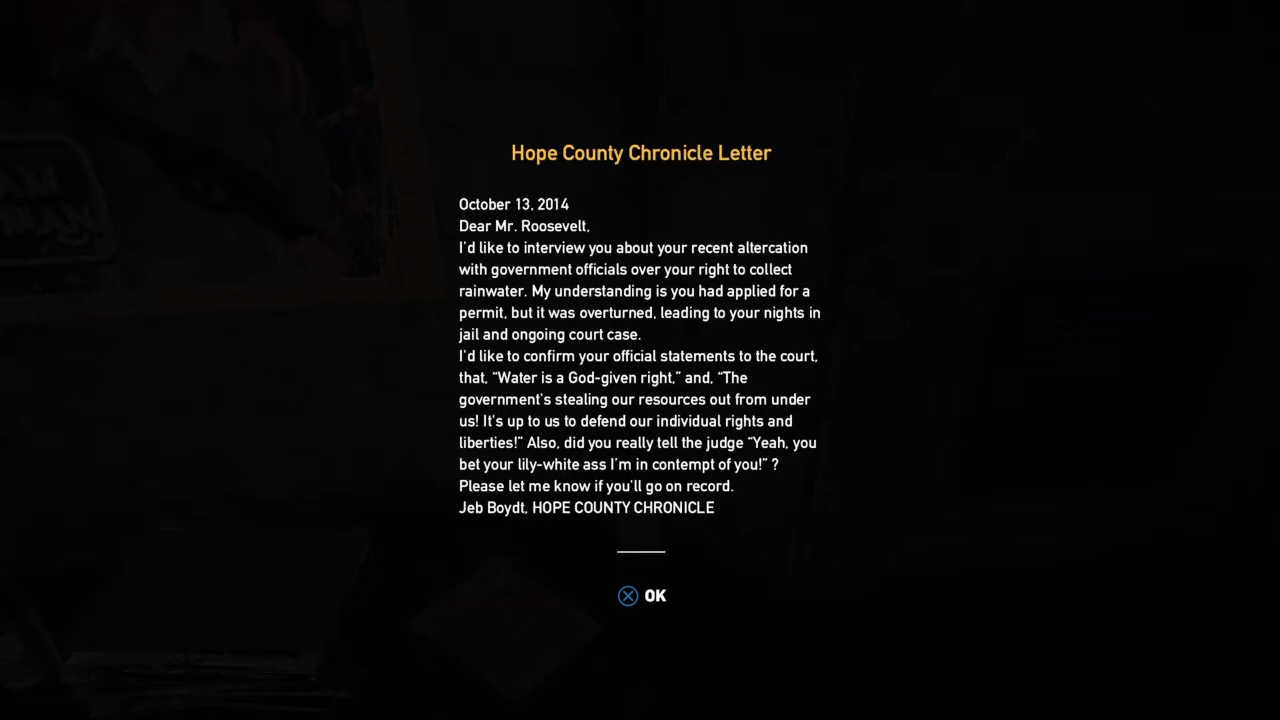 Hope County Chronicle Letter
October 13, 2014
Dear Mr. Roosevelt,
I'd like to interview you about your recent altercation
with government officials over your right to collect
rainwater. My understanding is you had applied for a
permit, but it was overturned, leading to your nights in
jail and ongoing court case.
I'd like to confirm your official statements to the court,
that, “Water is a God-given right,” and, “The
government's stealing our resources out from under
us! It's up to us to defend our individual rights and
liberties!” Also, did you really tell the judge “Yeah, you
bet your lily-white ass I'm in contempt of you!” ?
Please let me know if you'll go on record.
Jeb Boydt, HOPE COUNTY CHRONICLE
OK